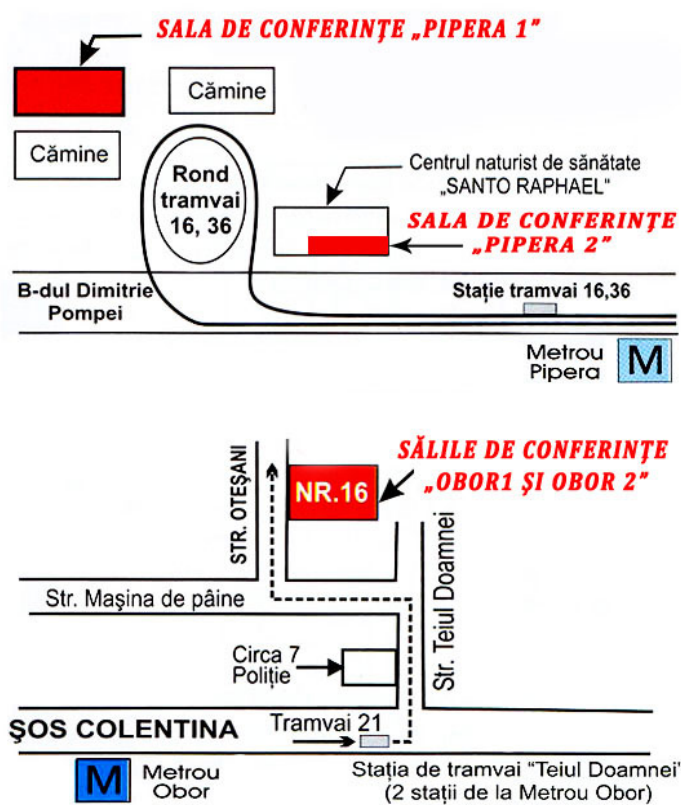 SALA DE CONFERINŢE „PIPERA 1”
Cămine
Cămine
Rond
tramvai
16, 36
Centrul naturist de sănătate
„SANTO RAPHAEL”
SALA DE CONFERINŢE
„PIPERA 2”
B-dul Dimitrie
Pompei
Staţie tramvai 16,36
Metrou
Pipera
M
SĂLILE DE CONFERINŢE
„OBOR1 ŞI OBOR 2”
NR.16
STR. OTEŞANI
Str. Teiul Doamnei
Str. Maşina de pâine
Circa 7
Poliţie
ŞOS COLENTINA
Tramvai 21
M
Metrou
Obor
Staţia de tramvai "Teiul Doamnei"
(2 staţii de la Metrou Obor)